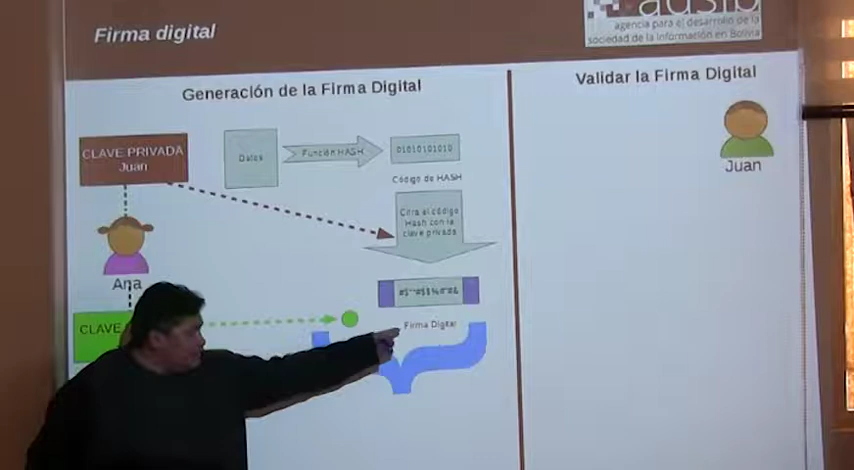 Firma digital
adsib
agencia para el desarrollo de la
sociedad de la información en Bolivia
Generación de la Firma Digital
CLAVE PRIVADA
Juan
Datos
Función HASH
01010101010
Código de HASH
Cifra el código
Hash con la
clave privada
Ana
CLAVE
#$"*#$$%#"#&
Firma Digital
Validar la Firma Digital
Juan